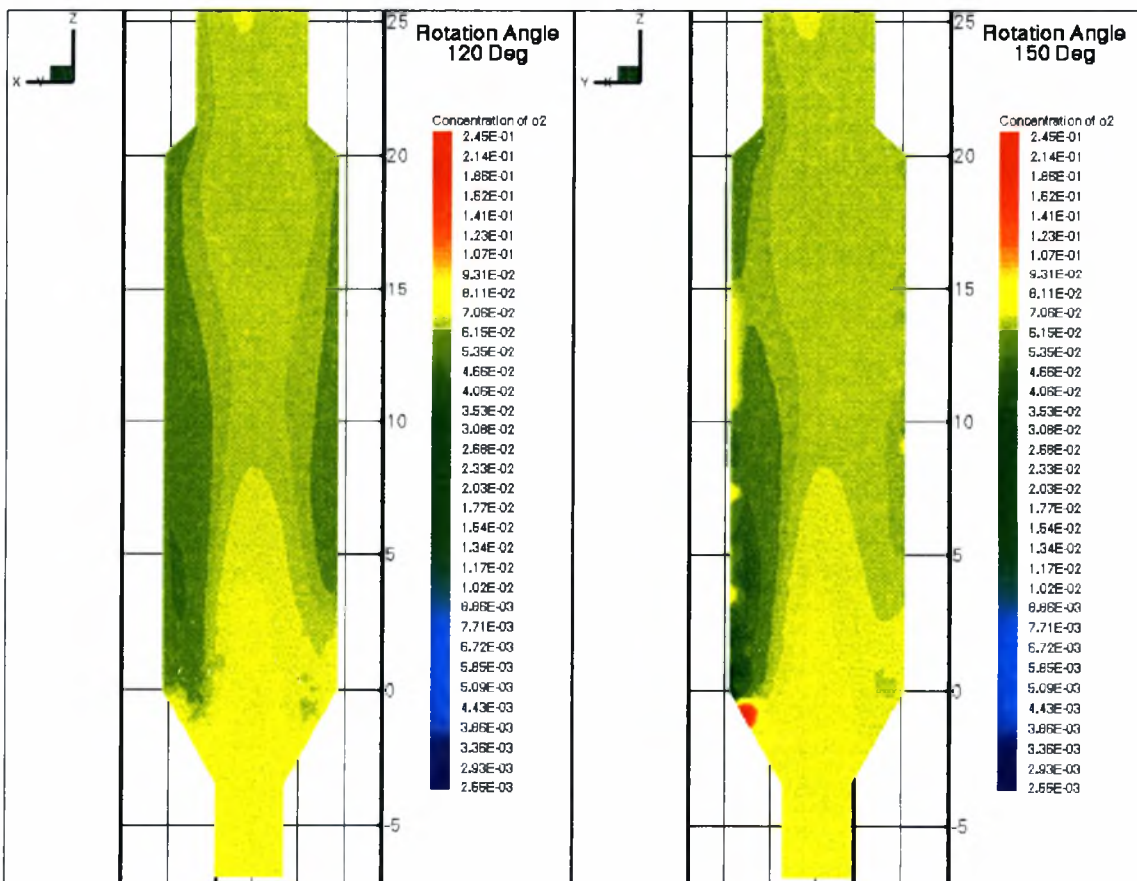 Z
X Y
25
20
15
10
5
0
-5
Rotation Angle
120 Deg
Concentration of o2
2.45E-01
2.14E-01
1.86E-01
1.62E-01
1.41E-01
1.23E-01
1.07E-01
9.31E-02
8.11E-02
7.06E-02
6.15E-02
5.35E-02
4.66E-02
4.06E-02
3.53E-02
3.08E-02
2.68E-02
2.33E-02
2.03E-02
1.77E-02
1.54E-02
1.34E-02
1.17E-02
1.02E-02
8.86E-03
7.71E-03
6.72E-03
5.85E-03
5.09E-03
4.43E-03
3.86E-03
3.36E-03
2.93E-03
2.55E-03
Z
Y X
25
20
15
10
5
0
-5
Rotation Angle
150 Deg
Concentration of o2
2.45E-01
2.14E-01
1.86E-01
1.62E-01
1.41E-01
1.23E-01
1.07E-01
9.31E-02
8.11E-02
7.06E-02
6.15E-02
5.35E-02
4.66E-02
4.06E-02
3.53E-02
3.08E-02
2.68E-02
2.33E-02
2.03E-02
1.77E-02
1.54E-02
1.34E-02
1.17E-02
1.02E-02
8.86E-03
7.71E-03
6.72E-03
5.85E-03
5.09E-03
4.43E-03
3.86E-03
3.36E-03
2.93E-03
2.55E-03